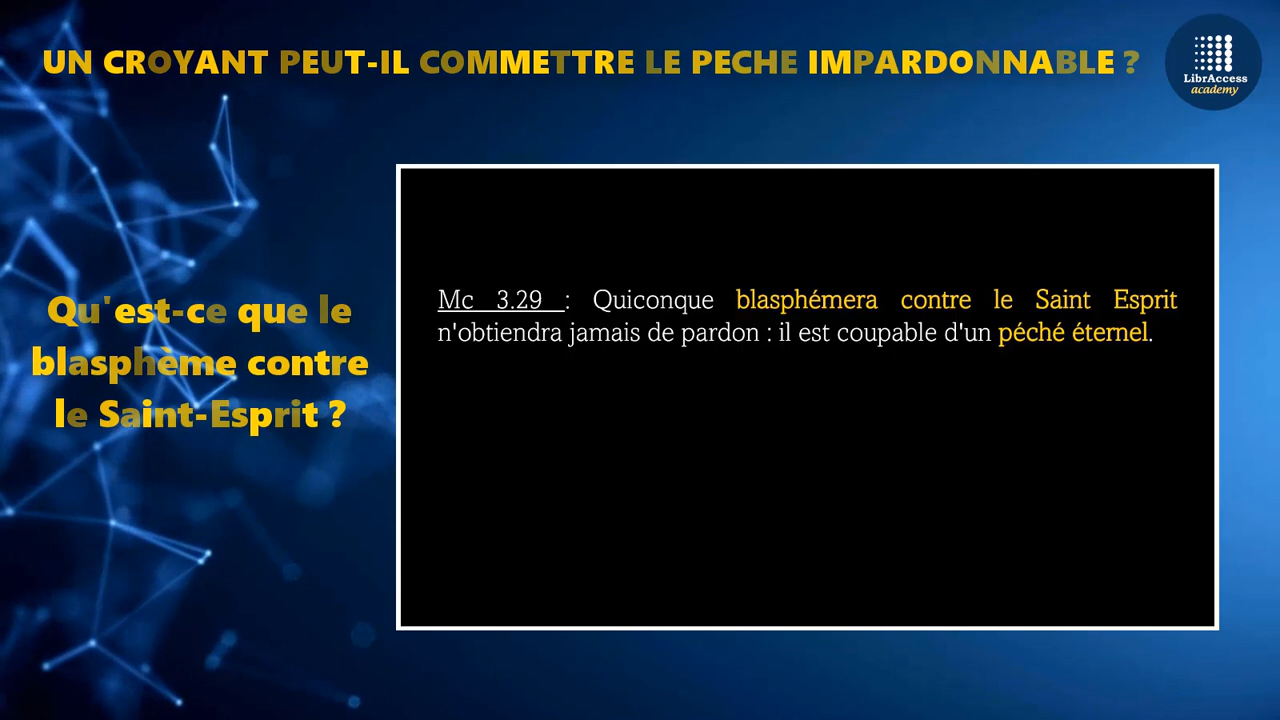 UN CROYANT PEUT-IL COMMETTRE LE PECHE IMPARDONNABLE ?
LibrAccess
academy
Qu'est-ce que le
blasphème contre
le Saint-Esprit ?
Mc 3.29 : Quiconque blasphémera contre le Saint Esprit
n'obtiendra jamais de pardon : il est coupable d'un péché éternel.